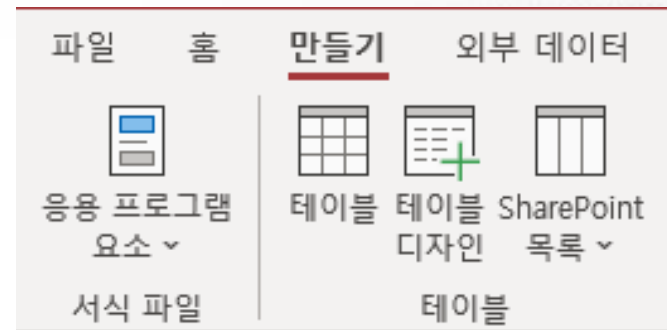 파일 홈 만들기 외부 데이터
응용 프로그램
요소
테이블
테이블
디자인
SharePoint
목록
서식 파일
테이블